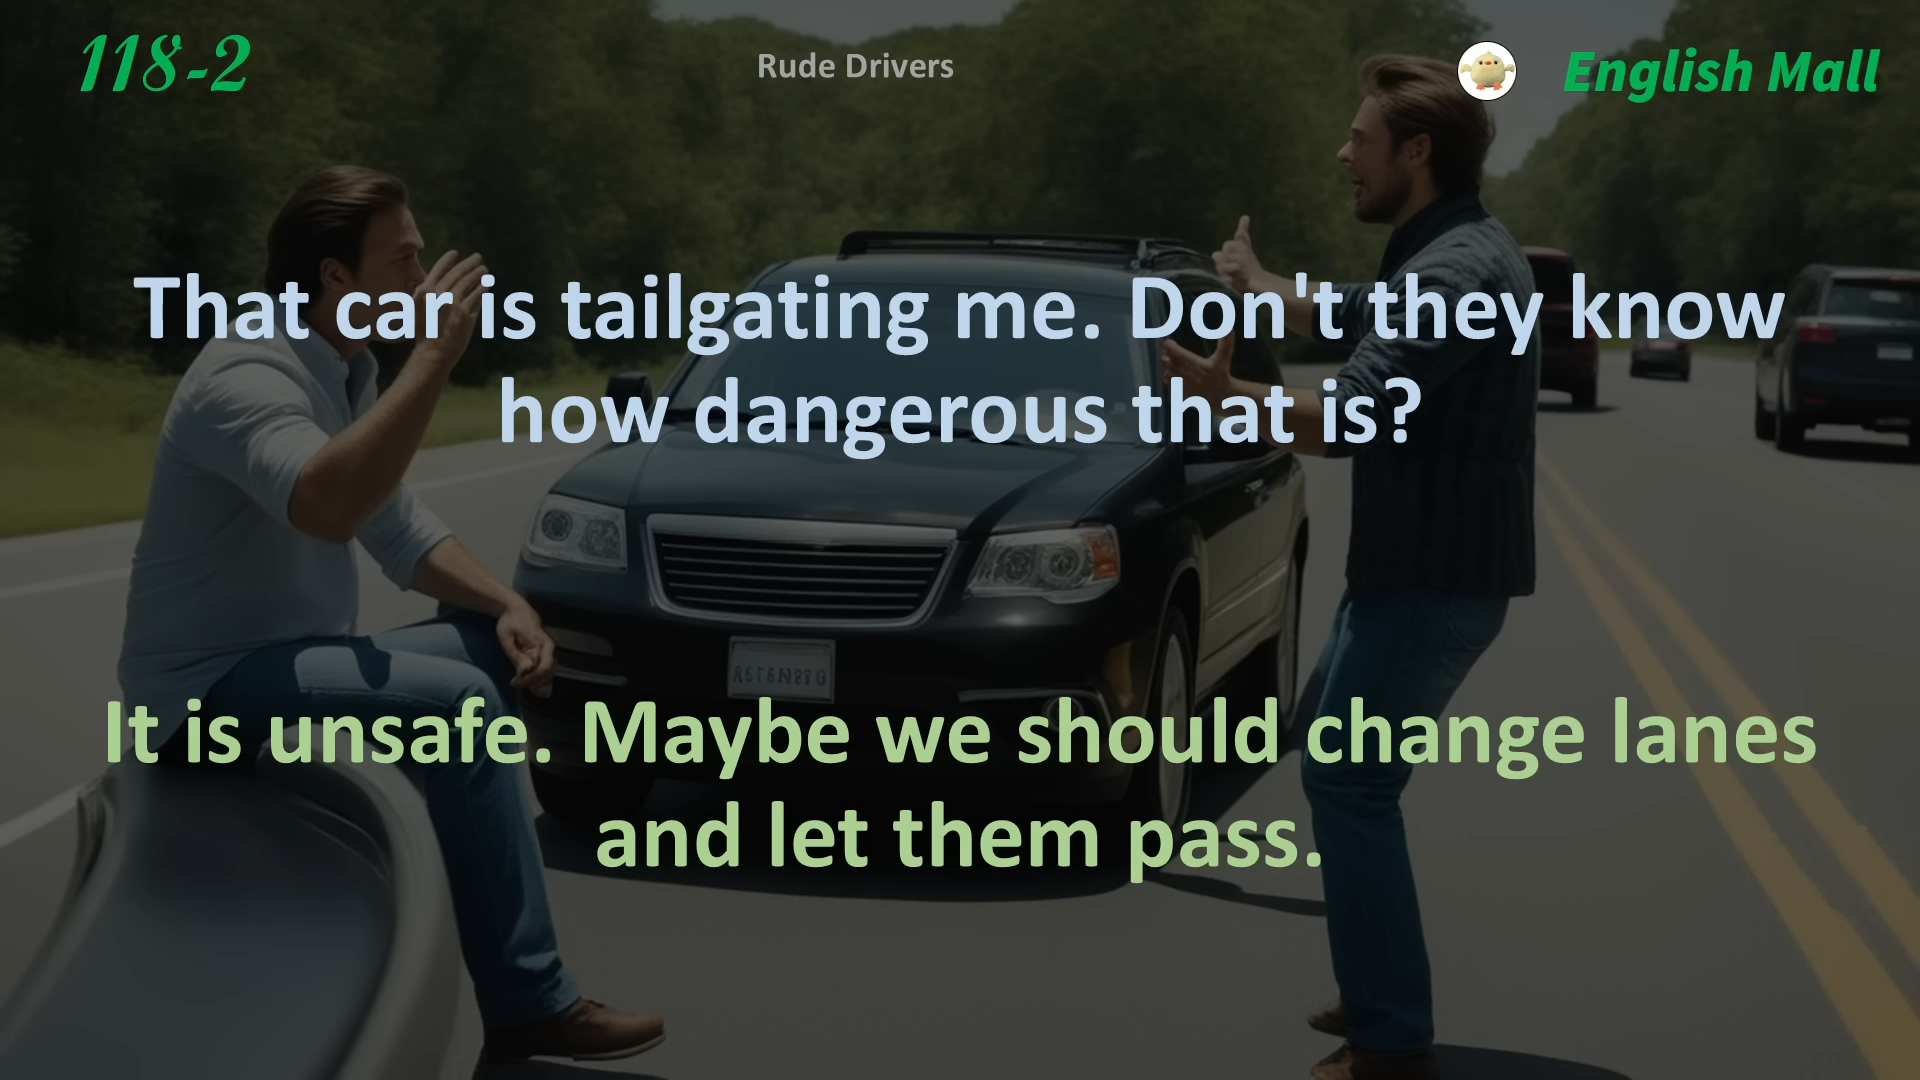 118-2
Rude Drivers
English Mall
That car is tailgating me. Don't they know
how dangerous that is?
It is unsafe. Maybe we should change lanes
and let them pass.